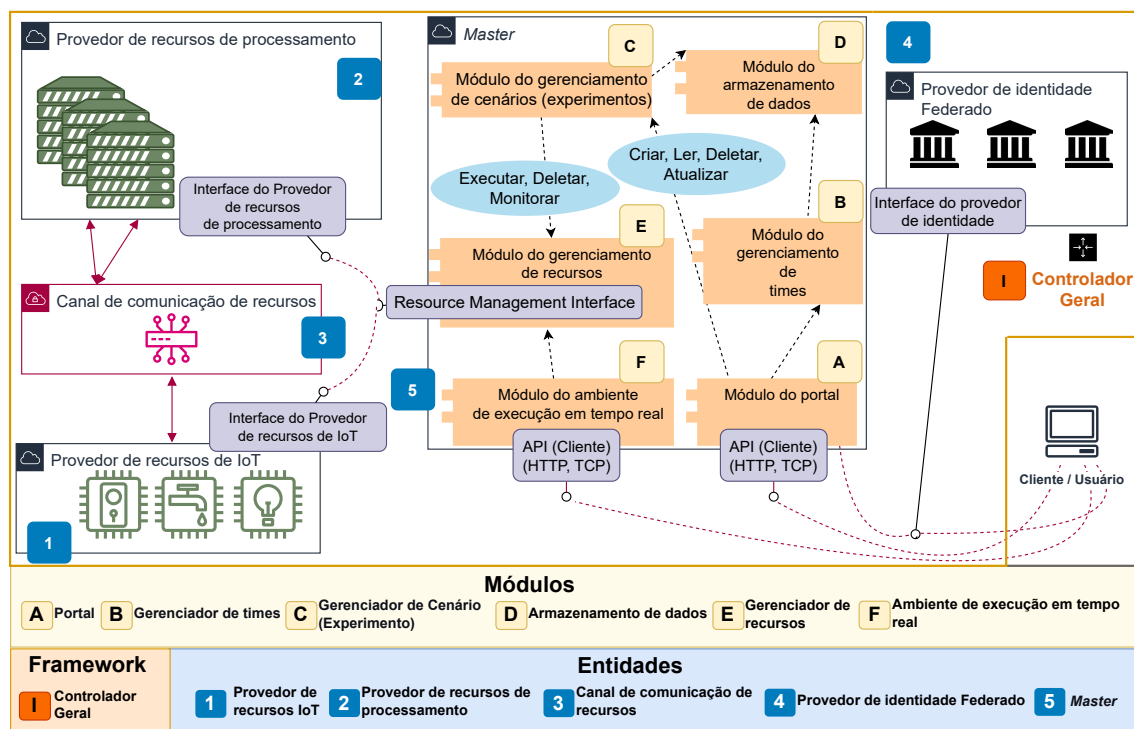 Provedor de recursos de processamento
2
Interface do Provedor
de recursos
de processamento
Canal de comunicação de recursos
3
Interface do Provedor
de recursos de IoT
Provedor de recursos de IoT
1
Master
C
Módulo do gerenciamento
de cenários (experimentos)
D
Módulo do
armazenamento
de dados
Executar, Deletar,
Monitorar
Criar, Ler, Deletar,
Atualizar
E
Módulo do gerenciamento
de recursos
Resource Management Interface
B
Módulo do
gerenciamento
de
times
F
Módulo do ambiente
de execução em tempo real
A
Módulo do portal
5
API (Cliente)
(HTTP, TCP)
API (Cliente)
(HTTP, TCP)
4
Provedor de identidade
Federado
Interface do provedor
de identidade
I
Controlador
Geral
Cliente / Usuário
Módulos
A Portal
B Gerenciador de times
C Gerenciador de Cenário
(Experimento)
D Armazenamento de dados
E Gerenciador de
recursos
F Ambiente de execução em tempo
real
Framework
I Controlador
Geral
Entidades
1 Provedor de
recursos IoT
2 Provedor de recursos de
processamento
3 Canal de comunicação de
recursos
4 Provedor de identidade Federado
5 Master